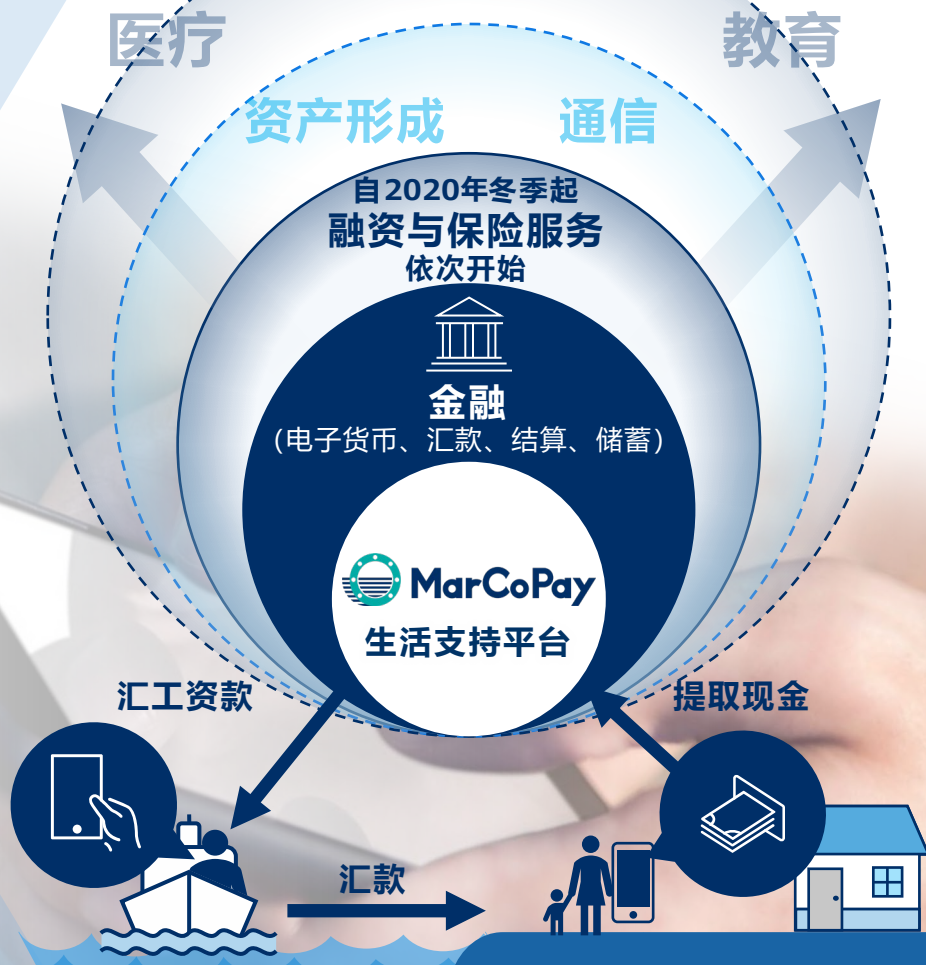 医疗
教育
资产形成
通信
自2020年冬季起
融资与保险服务
依次开始
金融
(电子货币、汇款、结算、储蓄)
MarCoPay
生活支持平台
汇工资款
提取现金
汇款